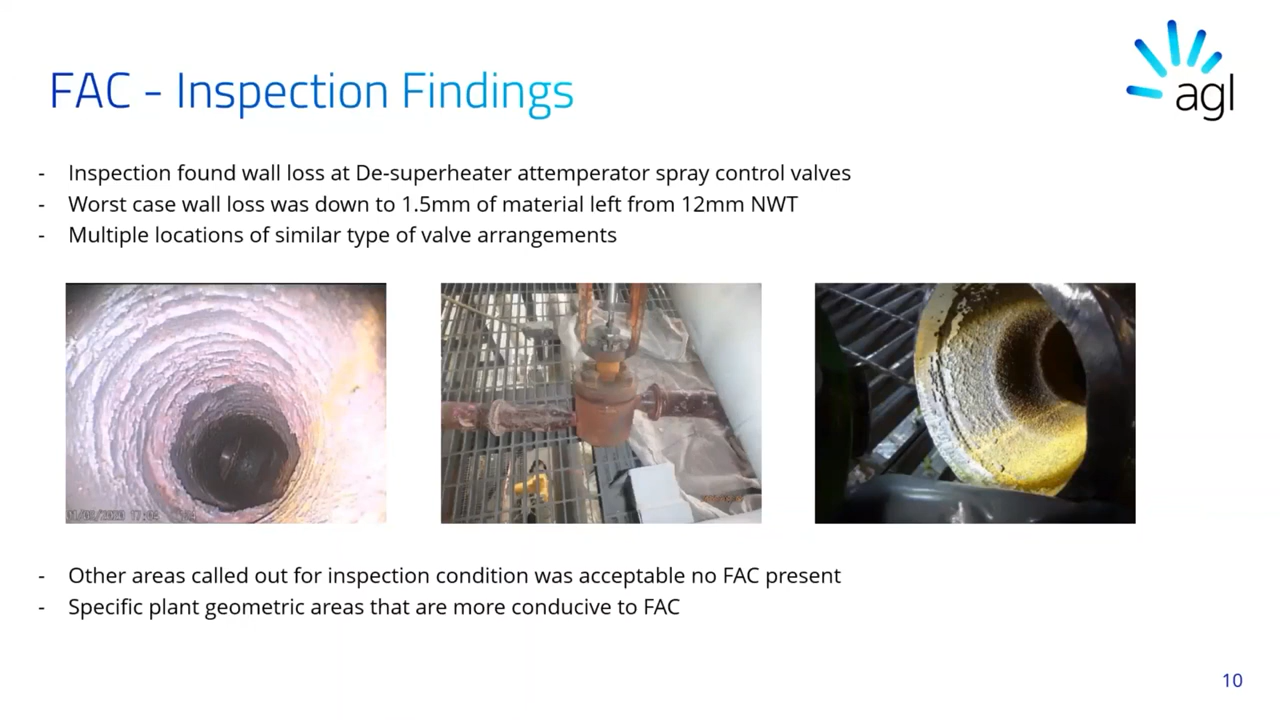 agl
FAC - Inspection Findings
- Inspection found wall loss at De-superheater attemperator spray control valves
- Worst case wall loss was down to 1.5mm of material left from 12mm NWT
- Multiple locations of similar type of valve arrangements
- Other areas called out for inspection condition was acceptable no FAC present
- Specific plant geometric areas that are more conducive to FAC
10